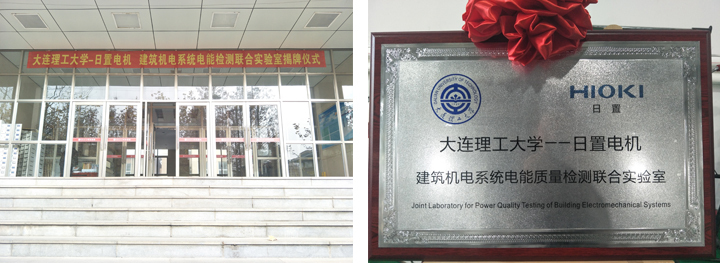 大连理工大学-日置电机 建筑机电系统电能检测联合实验室揭牌仪式
HIOKI
日 置
大连理工大学--日置电机
建筑机电系统电能质量检测联合实验室
Joint Laboratory for Power Quality Testing of Building Electromechanical Systems